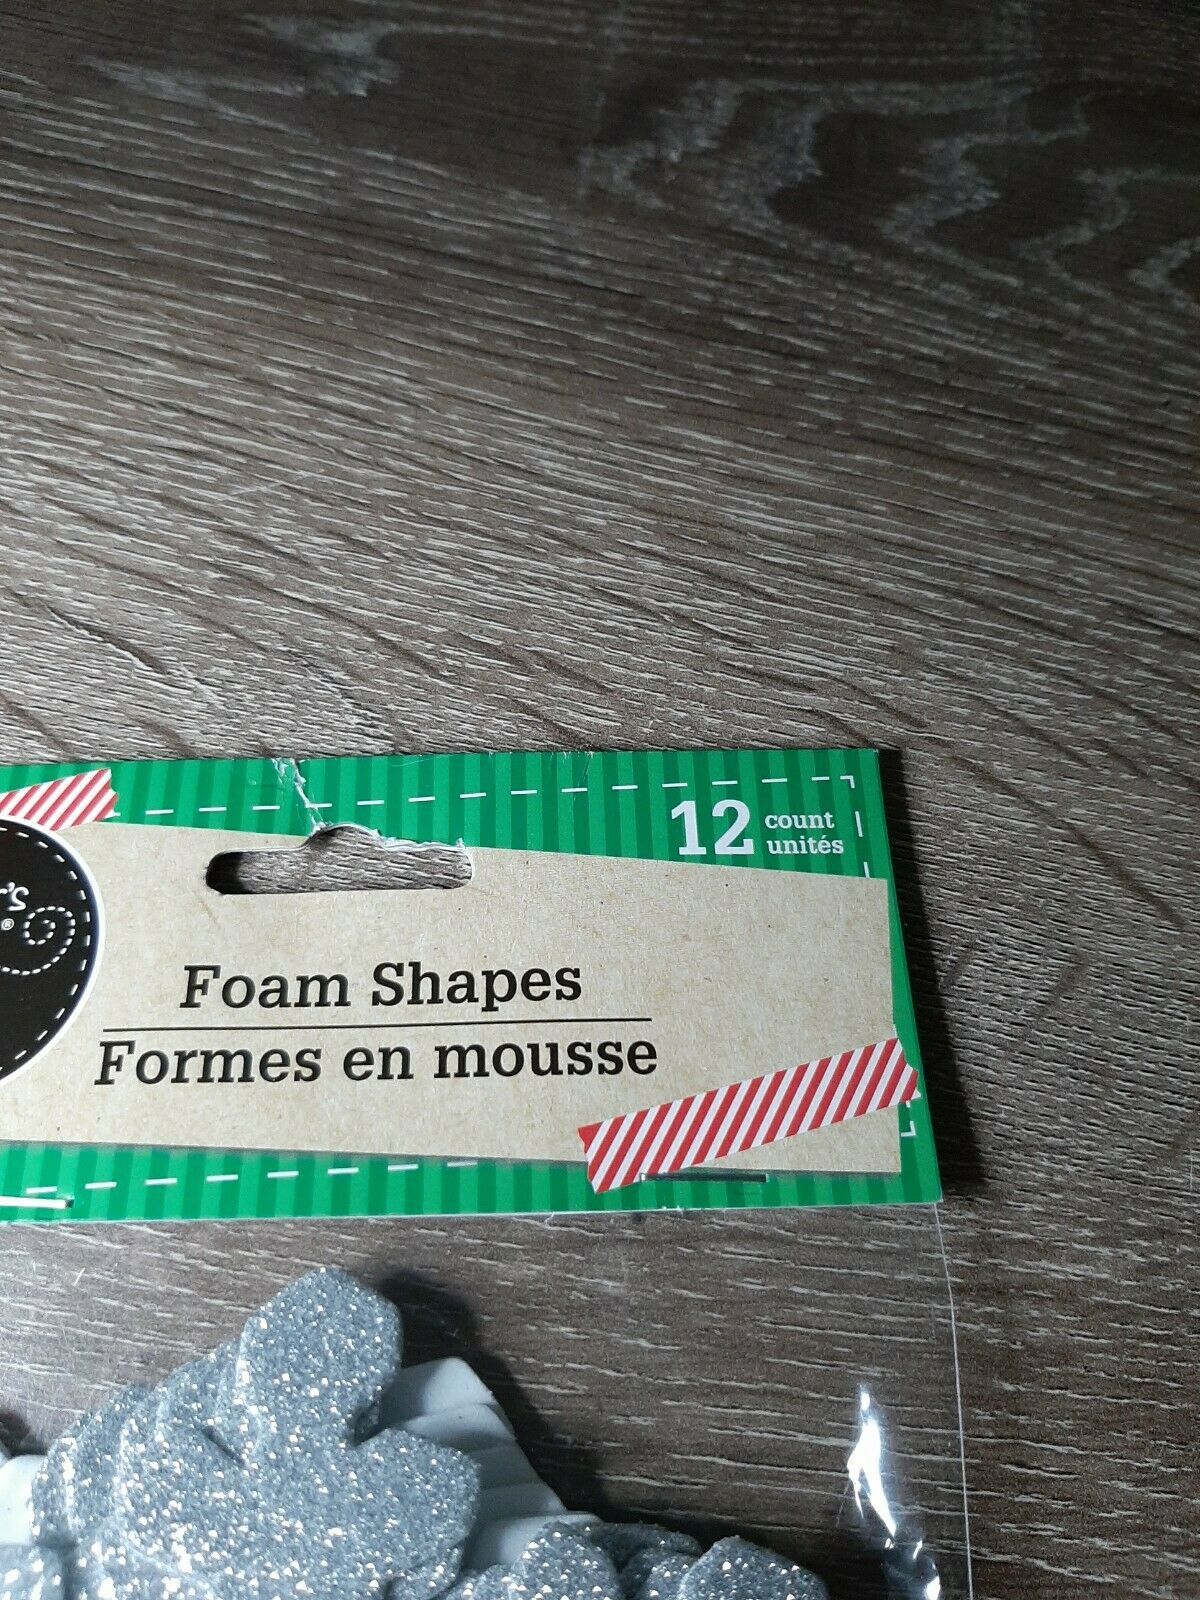 12 count
unités
r's
®
Foam Shapes
Formes en mousse